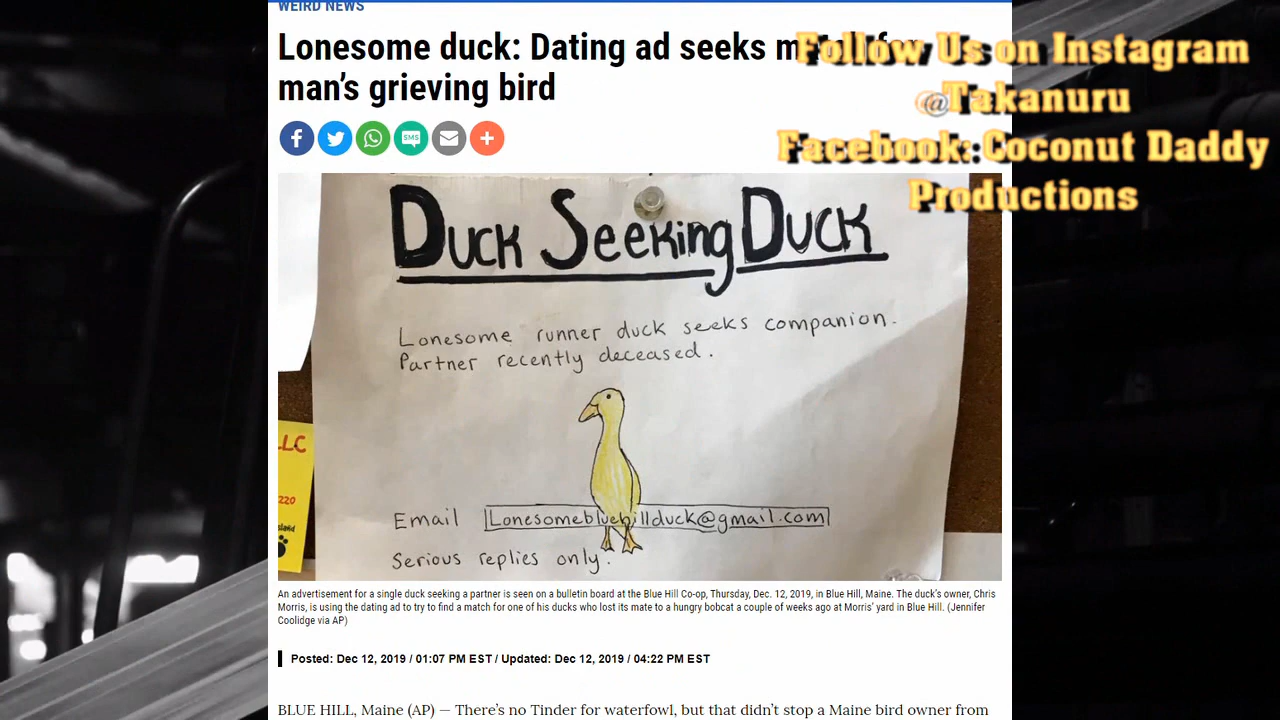 WEIRD NEWS
Lonesome duck: Dating ad seeks
man's grieving bird
Follow Us on Instagram
@Takanuru
Facebook: Coconut Daddy
Productions
SMS
DUCK SEEKING DUCK
Lonesome runner duck seeks companion.
Partner recently deceased.
LLC
220
island
Email Lonesomebluehillduck@gmail.com
Serious replies only.
An advertisement for a single duck seeking a partner is seen on a bulletin board at the Blue Hill Co-op, Thursday, Dec. 12, 2019, in Blue Hill, Maine. The duck's owner, Chris
Morris, is using the dating ad to try to find a match for one of his ducks who lost its mate to a hungry bobcat a couple of weeks ago at Morris' yard in Blue Hill. (Jennifer
Coolidge via AP)
Posted: Dec 12, 2019 / 01:07 PM EST / Updated: Dec 12, 2019 / 04:22 PM EST
BLUE HILL, Maine (AP) — There's no Tinder for waterfowl, but that didn't stop a Maine bird owner from